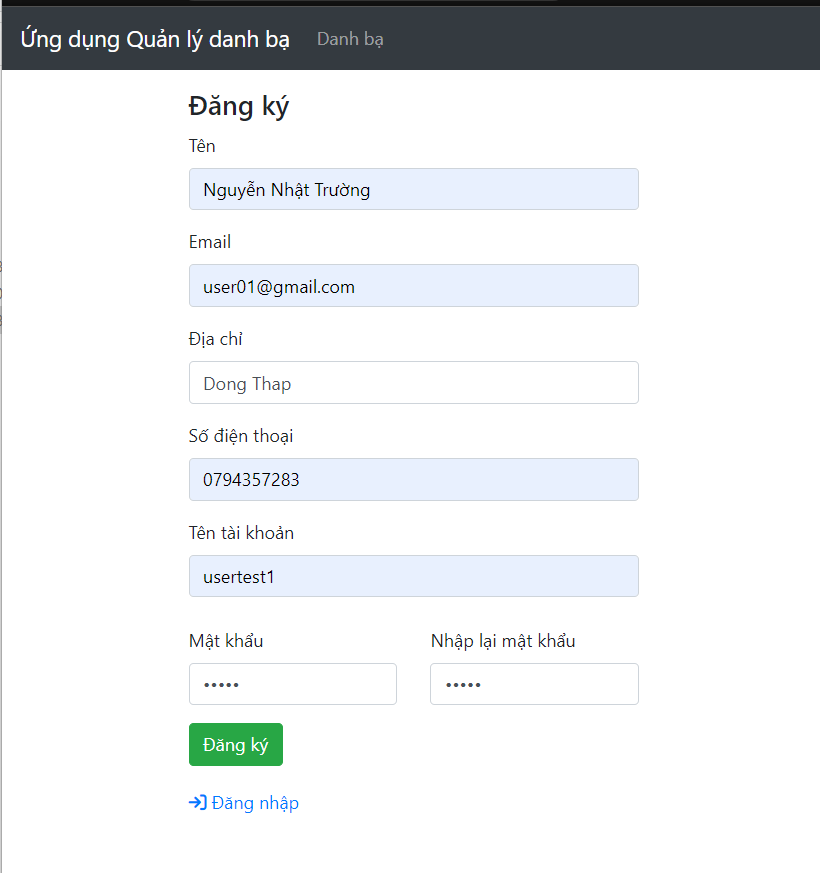 Ứng dụng Quản lý danh bạ Danh bạ
Đăng ký
Tên
Nguyễn Nhật Trường
Email
user01@gmail.com
Địa chỉ
Dong Thap
Số điện thoại
0794357283
Tên tài khoản
usertest1
Mật khẩu Nhập lại mật khẩu
••••• •••••
Đăng ký
Đăng nhập